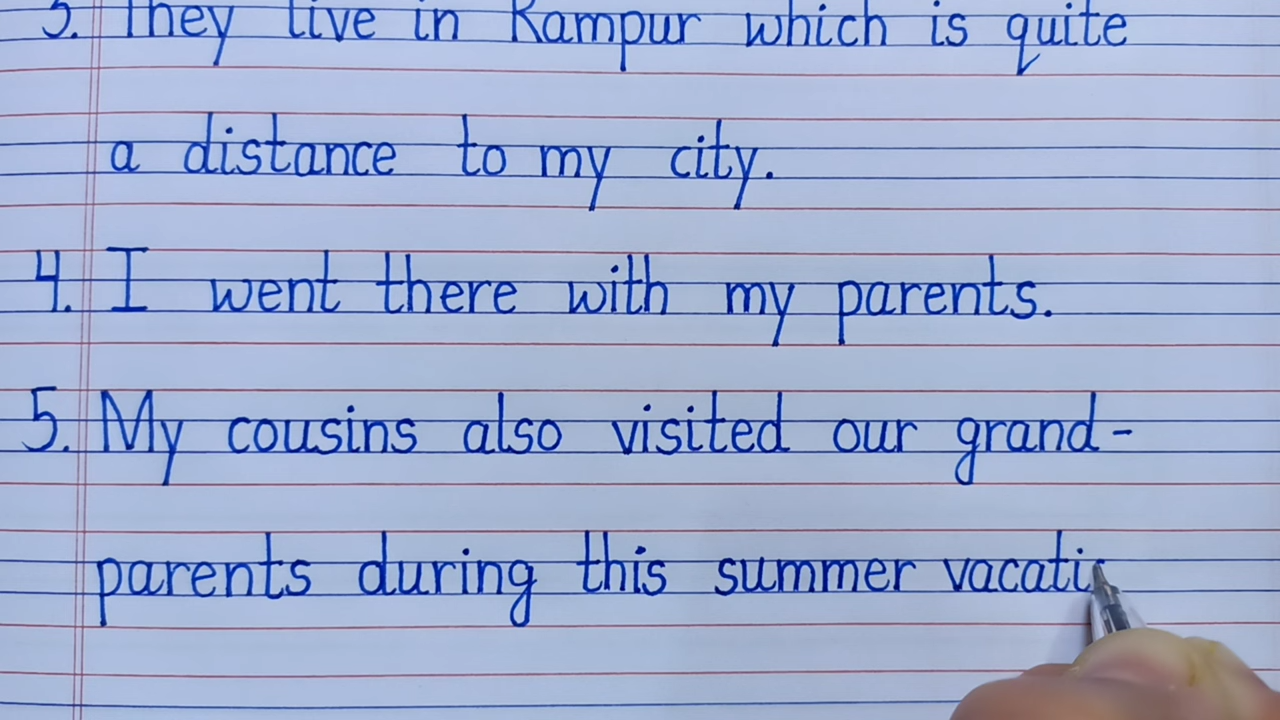 3. They live in Rampur which is quite
a distance to my city.
4. I went there with my parents.
5. My cousins also visited our grand-
parents during this summer vacati